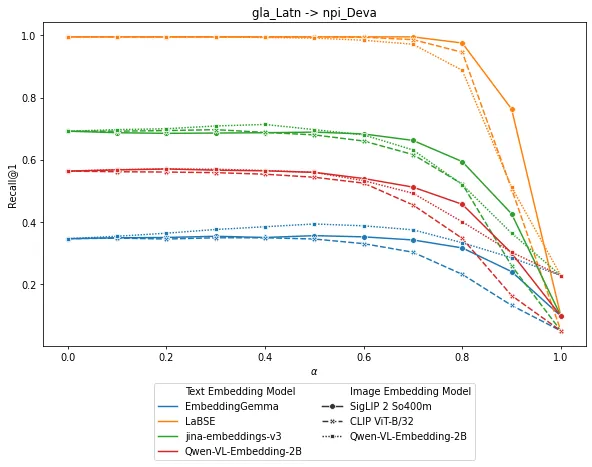 gla_Latn -> npi_Deva
Recall@1
1.0
0.8
0.6
0.4
0.2
0.0 0.2 0.4 0.6 0.8 1.0
α
Text Embedding Model
EmbeddingGemma
LaBSE
jina-embeddings-v3
Qwen-VL-Embedding-2B
Image Embedding Model
SigLIP 2 So400m
CLIP ViT-B/32
Qwen-VL-Embedding-2B